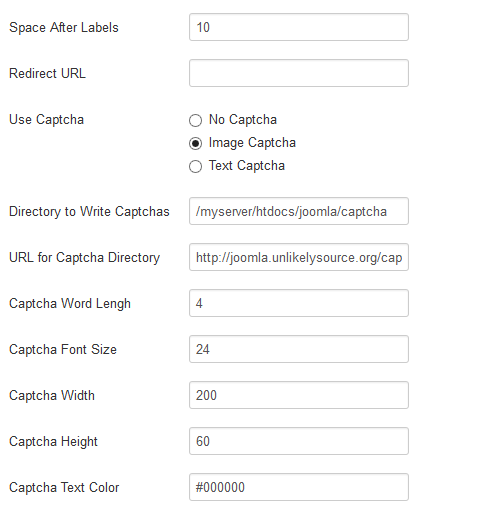 Space After Labels 10
Redirect URL
Use Captcha No Captcha
Image Captcha
Text Captcha
Directory to Write Captchas /myserver/htdocs/joomla/captcha
URL for Captcha Directory http://joomla.unlikelysource.org/cap
Captcha Word Lengh 4
Captcha Font Size 24
Captcha Width 200
Captcha Height 60
Captcha Text Color #000000